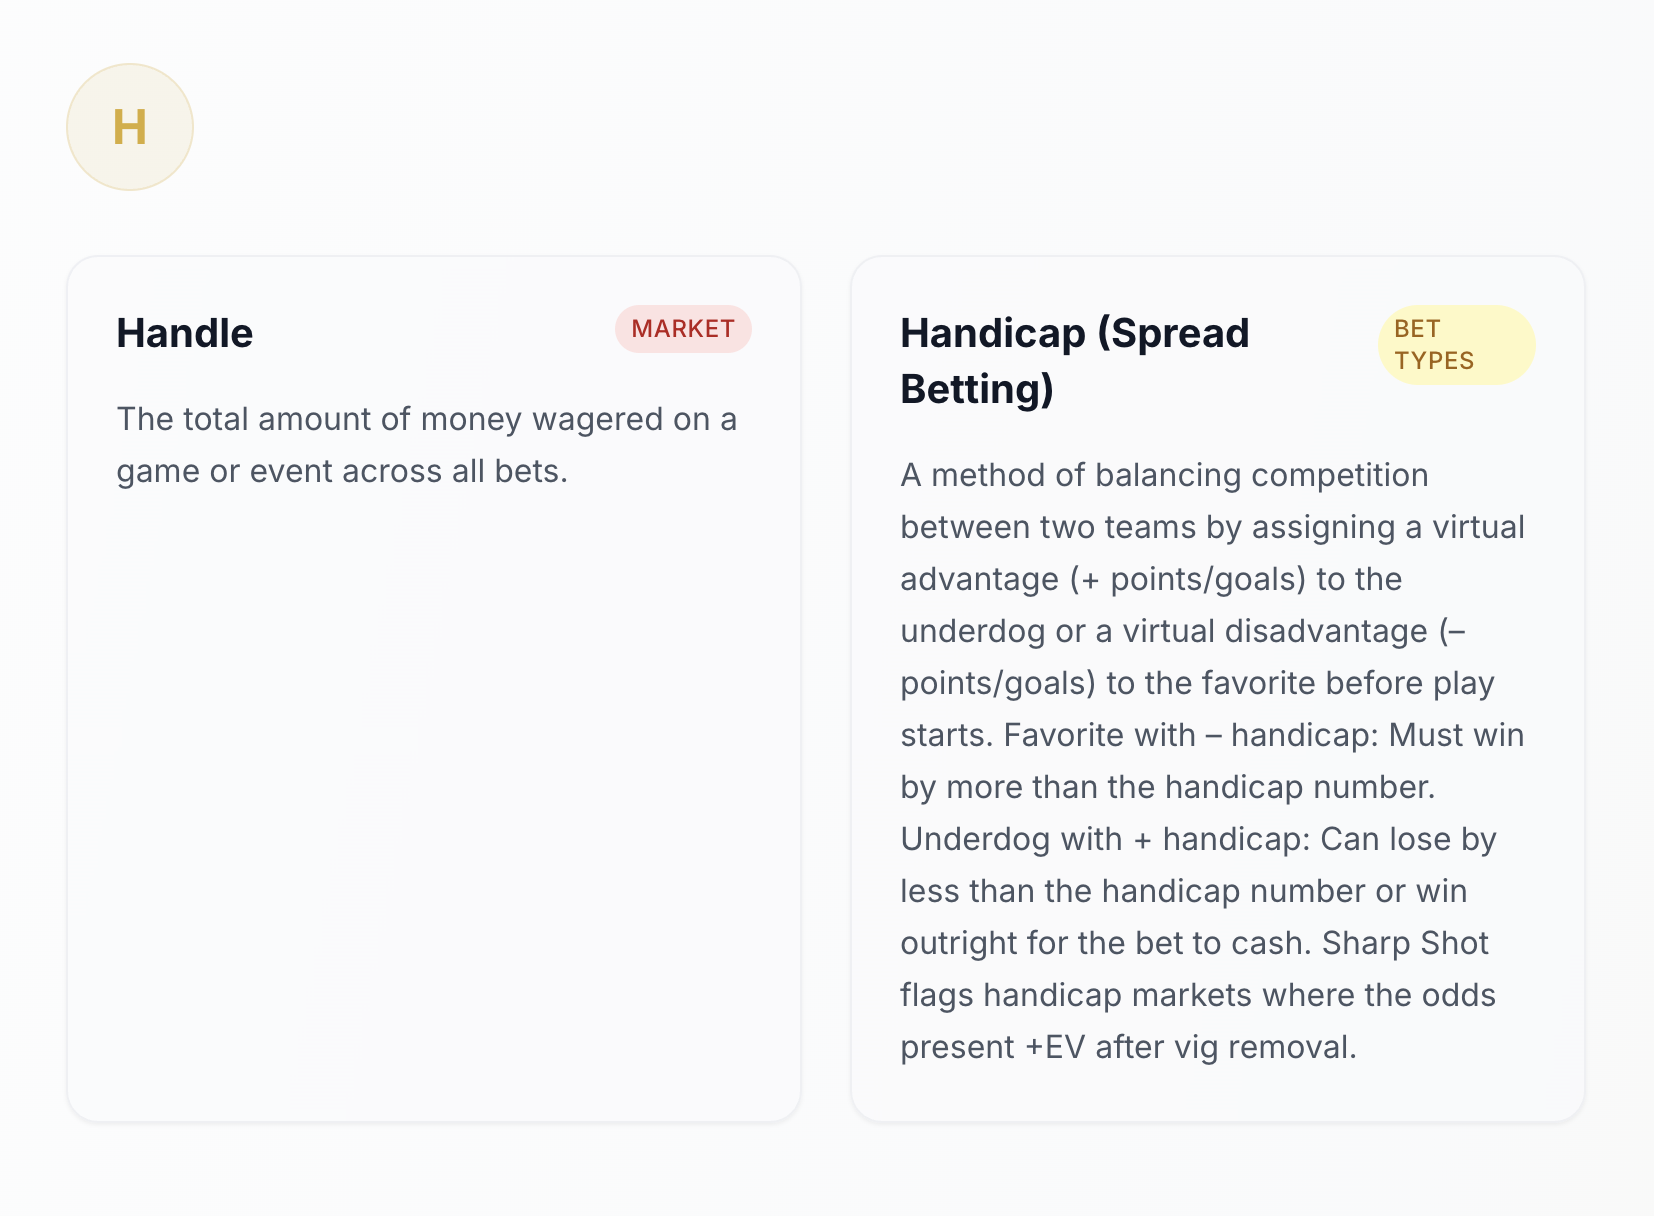 H
Handle
MARKET
The total amount of money wagered on a
game or event across all bets.
Handicap (Spread
Betting)
BET
TYPES
A method of balancing competition
between two teams by assigning a virtual
advantage (+ points/goals) to the
underdog or a virtual disadvantage (–
points/goals) to the favorite before play
starts. Favorite with – handicap: Must win
by more than the handicap number.
Underdog with + handicap: Can lose by
less than the handicap number or win
outright for the bet to cash. Sharp Shot
flags handicap markets where the odds
present +EV after vig removal.